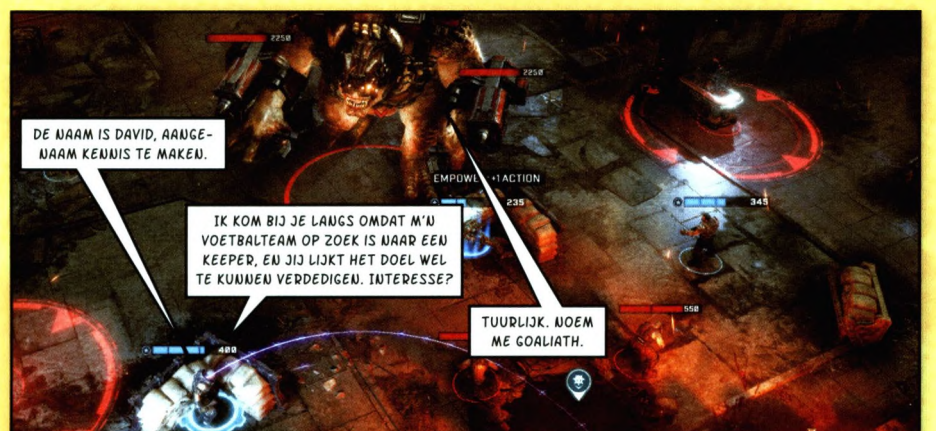 2250
2250
DE NAAM IS DAVID, AANGE-
NAAM KENNIS TE MAKEN.
EMPOWER +1 ACTION
235
345
IK KOM BIJ JE LANGS OMDAT M'N
VOETBALTEAM OP ZOEK IS NAAR EEN
KEEPER, EN JIJ LIJKT HET DOEL WEL
TE KUNNEN VERDEDIGEN. INTERESSE?
550
TUURLIJK. NOEM
ME GOALIATH.
400